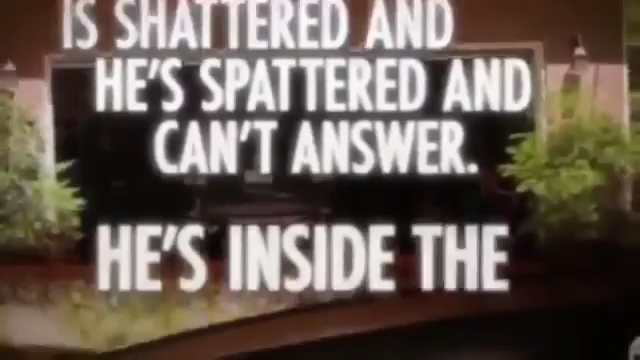 IS SHATTERED AND
HE'S SPATTERED AND
CAN'T ANSWER.
HE'S INSIDE THE